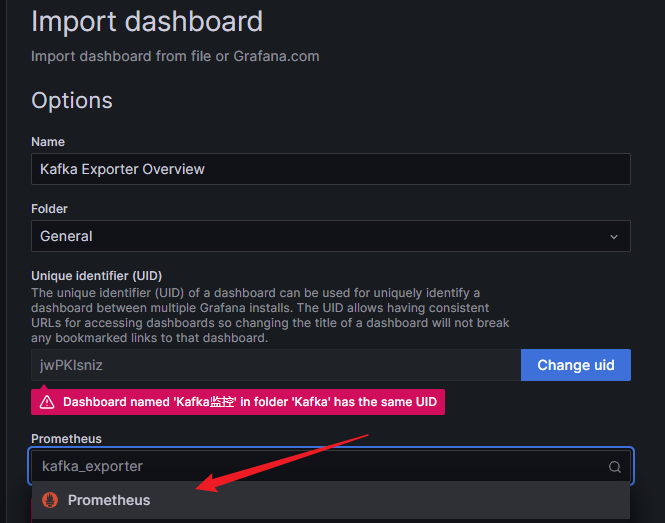 Import dashboard
Import dashboard from file or Grafana.com
Options
Name
Kafka Exporter Overview
Folder
General
Unique identifier (UID)
The unique identifier (UID) of a dashboard can be used for uniquely identify a
dashboard between multiple Grafana installs. The UID allows having consistent
URLs for accessing dashboards so changing the title of a dashboard will not break
any bookmarked links to that dashboard.
jwPKIsniz
Change uid
Dashboard named 'Kafka监控' in folder 'Kafka' has the same UID
Prometheus
kafka_exporter
Prometheus